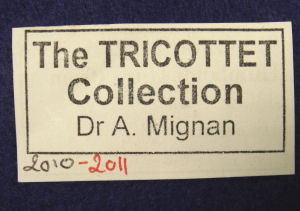 The TRICOTTET
Collection
Dr A. Mignan
2010-2011